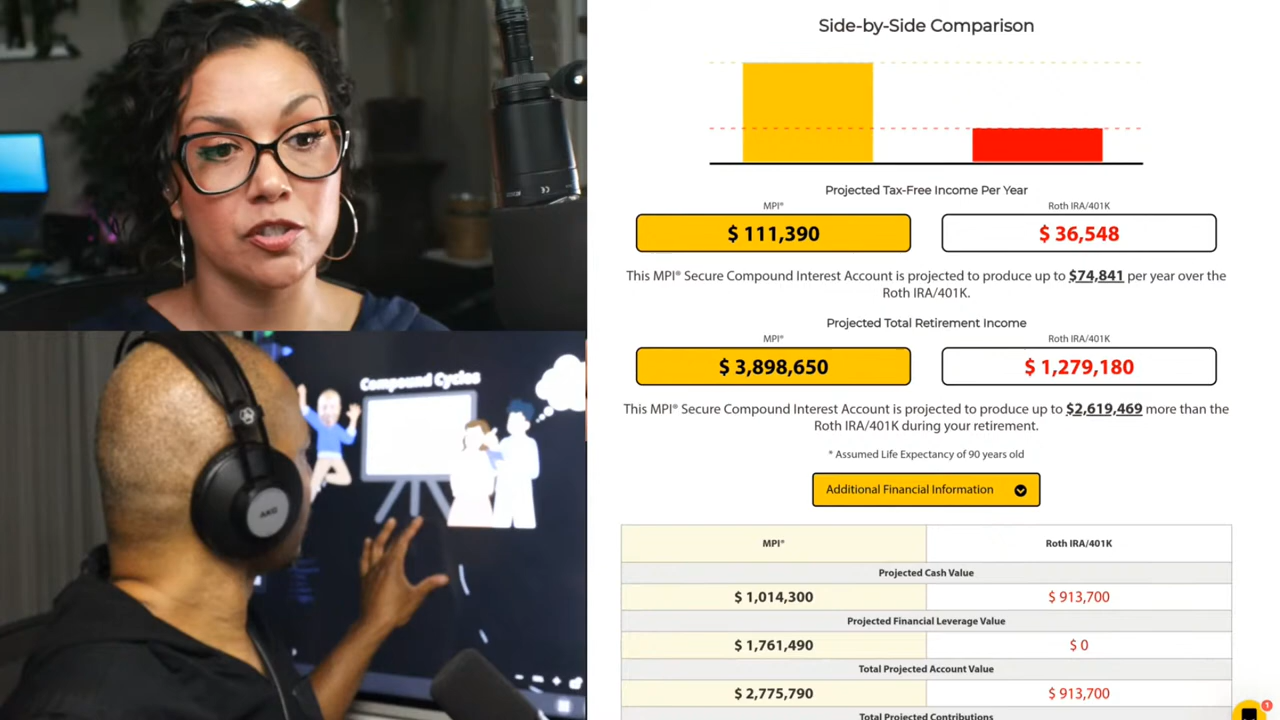 Side-by-Side Comparison
Projected Tax-Free Income Per Year
MPI® Roth IRA/401K
$ 111,390 $ 36,548
This MPI® Secure Compound Interest Account is projected to produce up to $74,841 per year over the
Roth IRA/401K.
Projected Total Retirement Income
MPI® Roth IRA/401K
$ 3,898,650 $ 1,279,180
This MPI® Secure Compound Interest Account is projected to produce up to $2,619,469 more than the
Roth IRA/401K during your retirement.
* Assumed Life Expectancy of 90 years old
Additional Financial Information
MPI® Roth IRA/401K
Projected Cash Value
$ 1,014,300 $ 913,700
Projected Financial Leverage Value
$ 1,761,490 $ 0
Total Projected Account Value
$ 2,775,790 $ 913,700
Total Projected Contributions
1
Compound Cycles
AKG